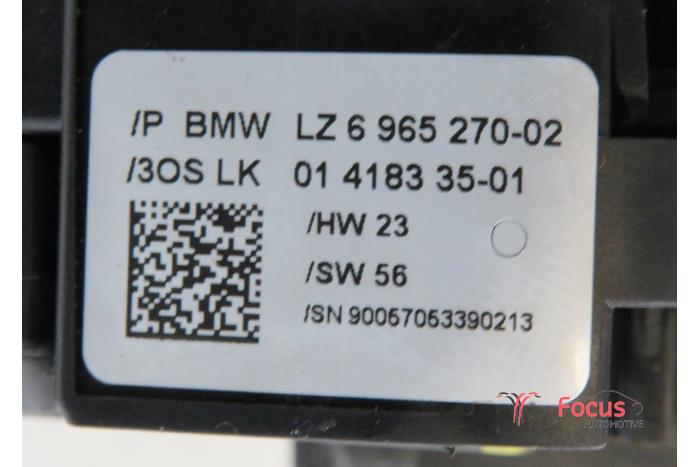 /P BMW LZ 6 965 270-02
/3OS LK 01 4183 35-01
/HW 23
/SW 56
/SN 90057053390213
Focus
AUTOMOTIVE